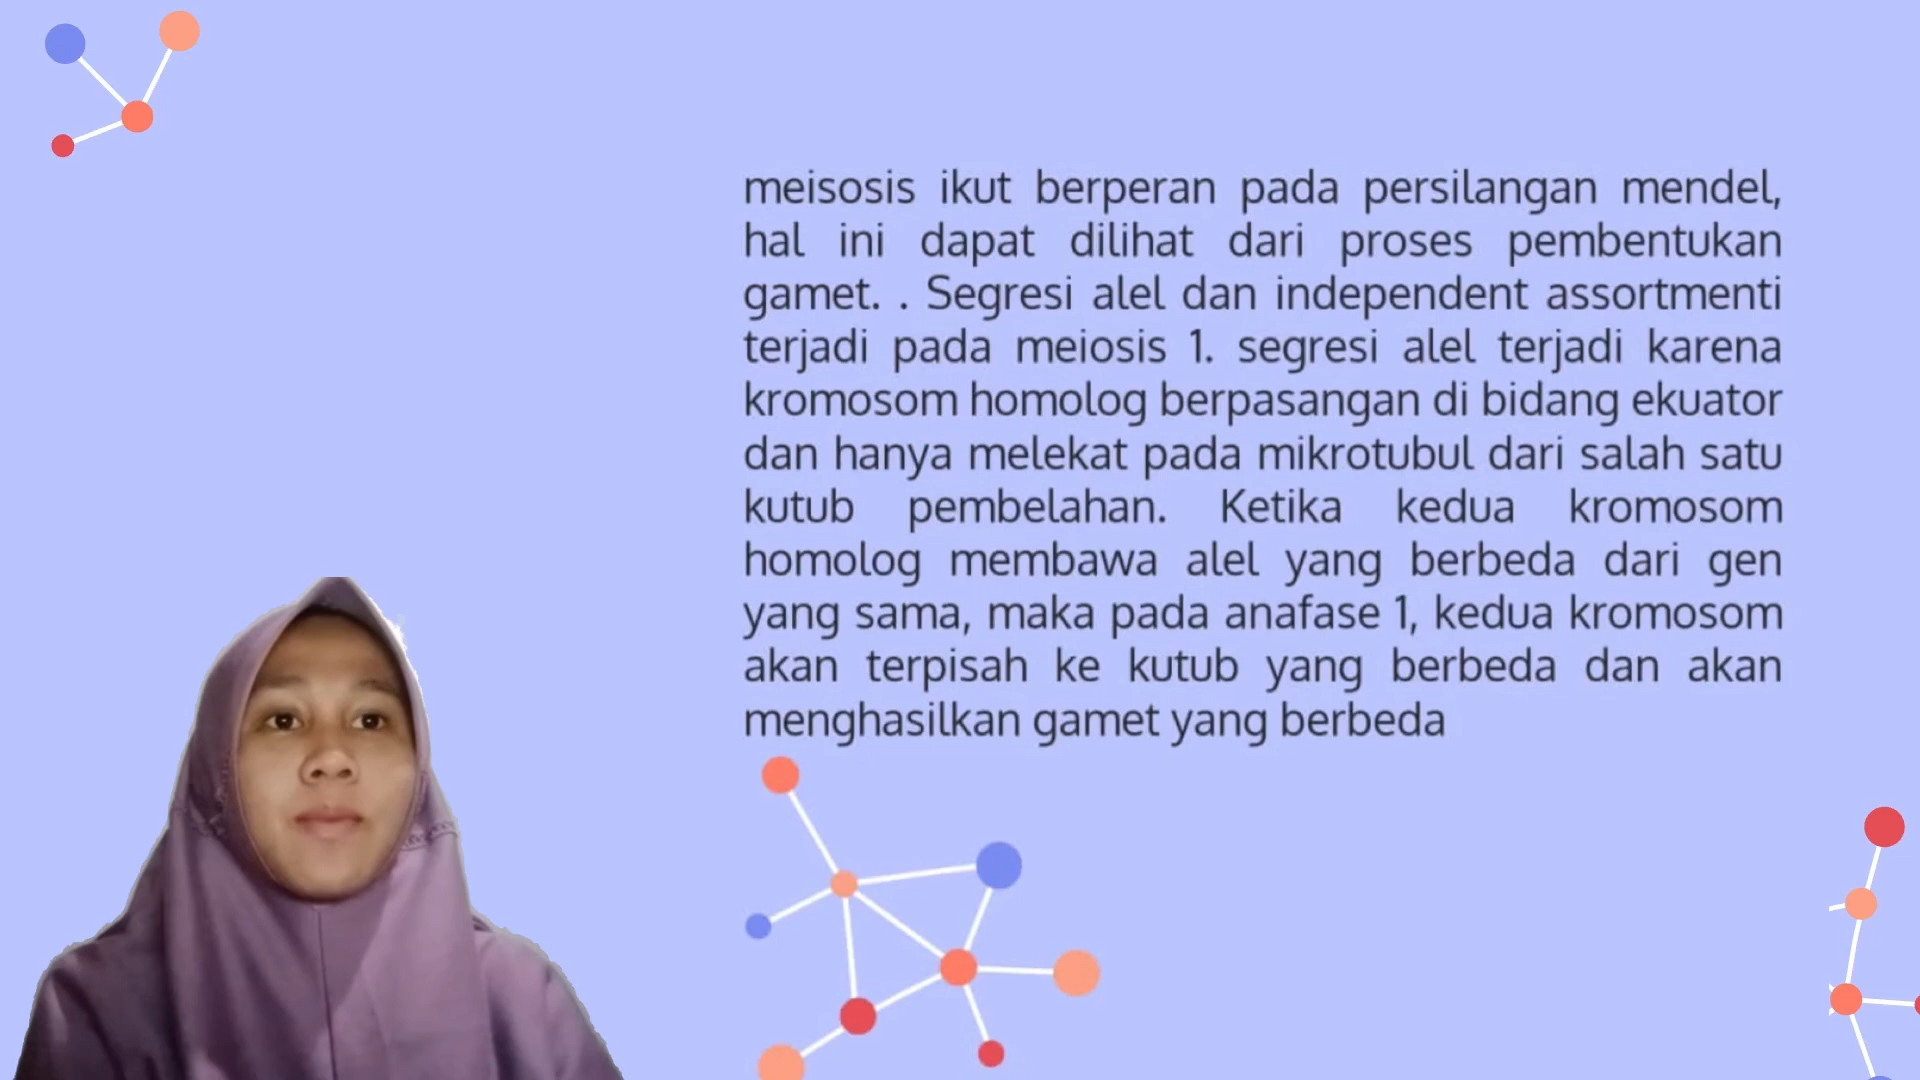 meisosis ikut berperan pada persilangan mendel,
hal ini dapat dilihat dari proses pembentukan
gamet. . Segresi alel dan independent assortmenti
terjadi pada meiosis 1. segresi alel terjadi karena
kromosom homolog berpasangan di bidang ekuator
dan hanya melekat pada mikrotubul dari salah satu
kutub pembelahan. Ketika kedua kromosom
homolog membawa alel yang berbeda dari gen
yang sama, maka pada anafase 1, kedua kromosom
akan terpisah ke kutub yang berbeda dan akan
menghasilkan gamet yang berbeda